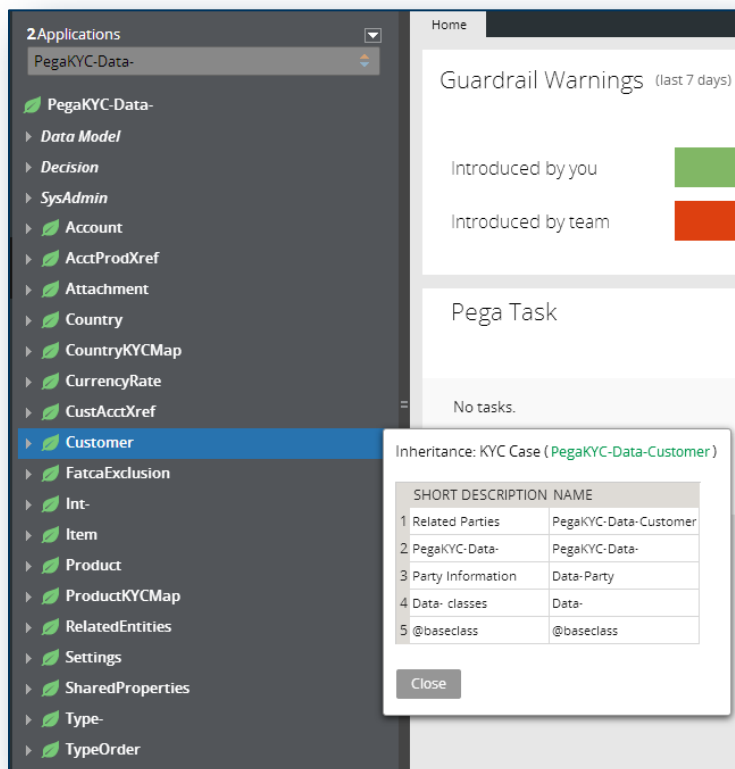 2Applications
PegaKYC-Data-
PegaKYC-Data-
Data Model
Decision
SysAdmin
Account
AcctProdXref
Attachment
Country
CountryKYCMap
CurrencyRate
CustAcctXref
Customer
FatcaExclusion
Int-
Item
Product
ProductKYCMap
RelatedEntities
Settings
SharedProperties
Type-
TypeOrder
Home
Guardrail Warnings (last 7 days)
Introduced by you
Introduced by team
Pega Task
No tasks.
Inheritance: KYC Case ( PegaKYC-Data-Customer )
SHORT DESCRIPTION NAME
1 Related Parties PegaKYC-Data-Customer
2 PegaKYC-Data- PegaKYC-Data-
3 Party Information Data-Party
4 Data- classes Data-
5 @baseclass @baseclass
Close